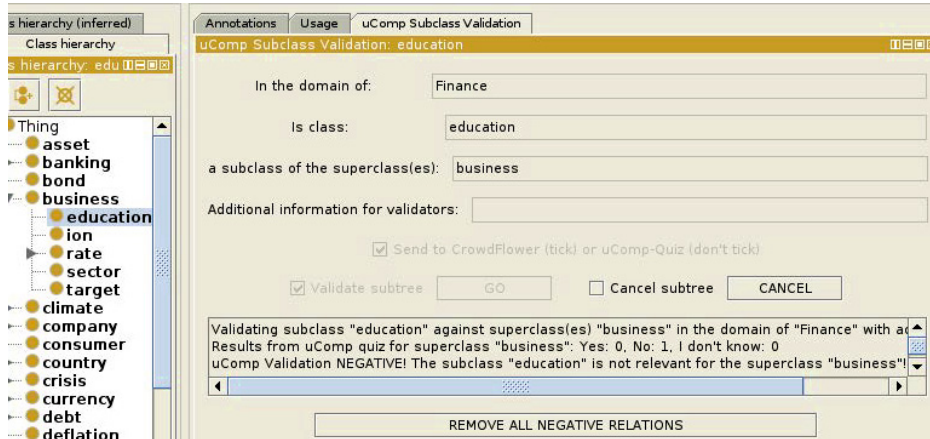 s hierarchy (inferred)
Class hierarchy
s hierarchy: edu
Thing
asset
banking
bond
business
education
ion
rate
sector
target
climate
company
consumer
country
crisis
currency
debt
deflation
Annotations Usage uComp Subclass Validation
uComp Subclass Validation: education
In the domain of: Finance
Is class: education
a subclass of the superclass(es): business
Additional information for validators:
Send to CrowdFlower (tick) or uComp-Quiz (don't tick)
Validate subtree GO Cancel subtree CANCEL
Validating subclass "education" against superclass(es) "business" in the domain of "Finance" with ad
Results from uComp quiz for superclass "business": Yes: 0, No: 1, I don't know: 0
uComp Validation NEGATIVE! The subclass "education" is not relevant for the superclass "business"!
REMOVE ALL NEGATIVE RELATIONS